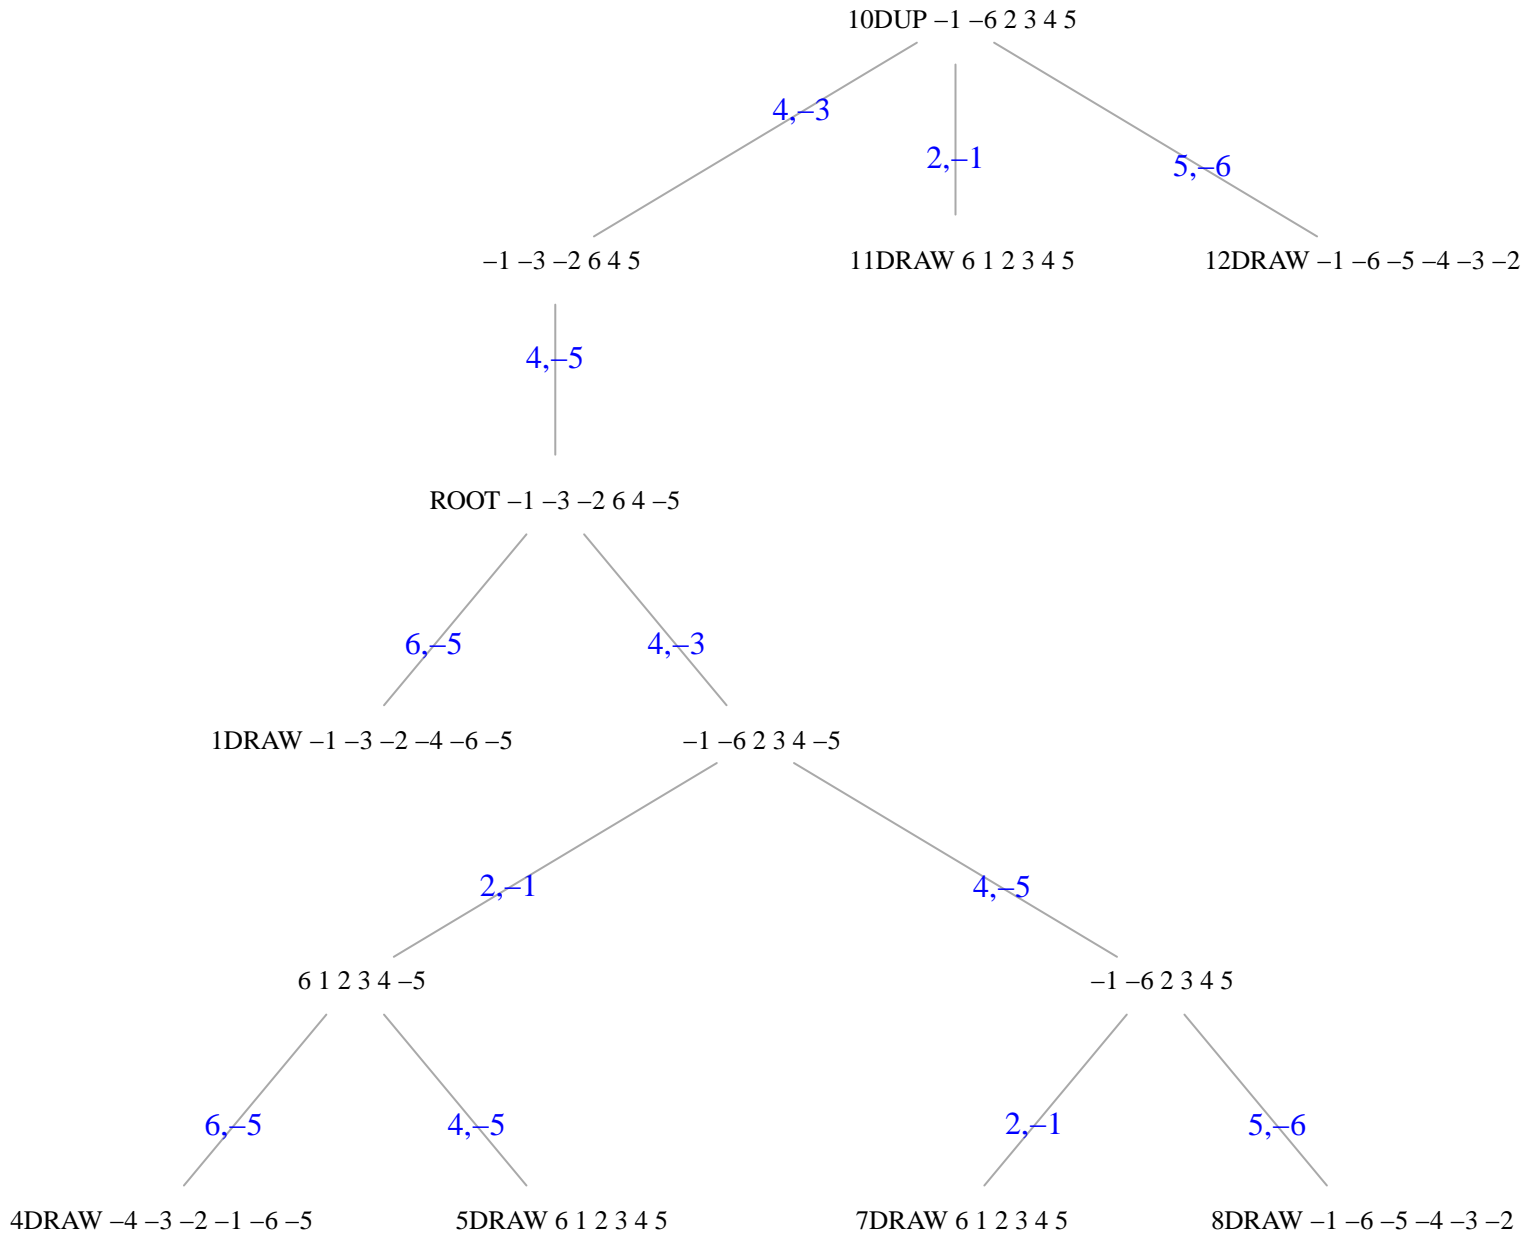 10DUP –1 –6 2 3 4 5
4,–3
2,–1
5,–6
–1 –3 –2 6 4 5
11DRAW 6 1 2 3 4 5
12DRAW –1 –6 –5 –4 –3 –2
4,–5
ROOT –1 –3 –2 6 4 –5
6,–5
4,–3
1DRAW –1 –3 –2 –4 –6 –5
–1 –6 2 3 4 –5
2,–1
4,–5
6 1 2 3 4 –5
–1 –6 2 3 4 5
6,–5
4,–5
2,–1
5,–6
4DRAW –4 –3 –2 –1 –6 –5
5DRAW 6 1 2 3 4 5
7DRAW 6 1 2 3 4 5
8DRAW –1 –6 –5 –4 –3 –2